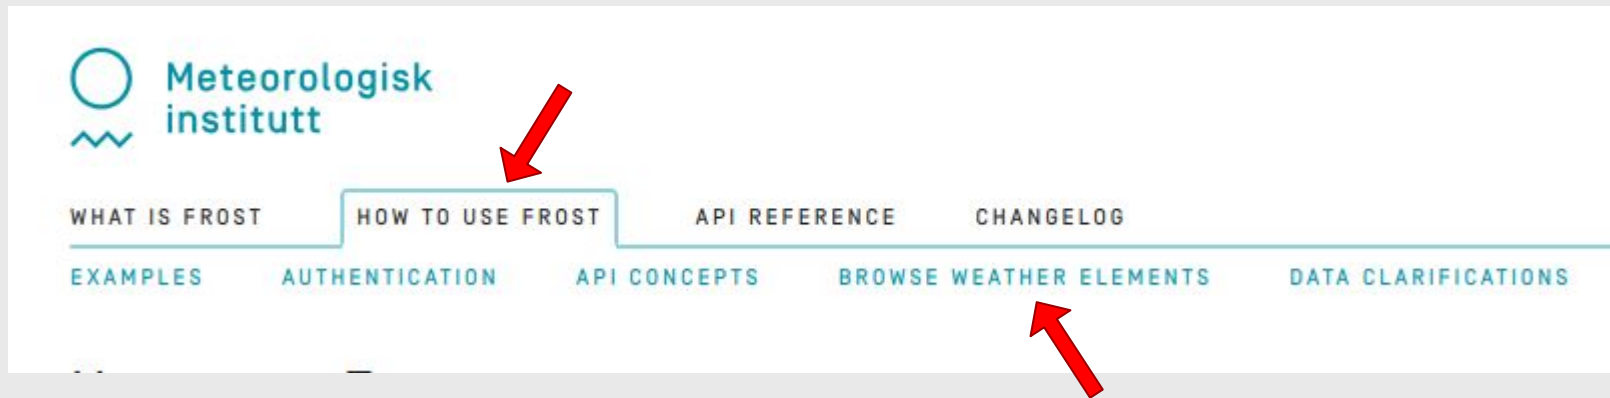 Meteorologisk
institutt
WHAT IS FROST HOW TO USE FROST API REFERENCE CHANGELOG
EXAMPLES AUTHENTICATION API CONCEPTS BROWSE WEATHER ELEMENTS DATA CLARIFICATIONS